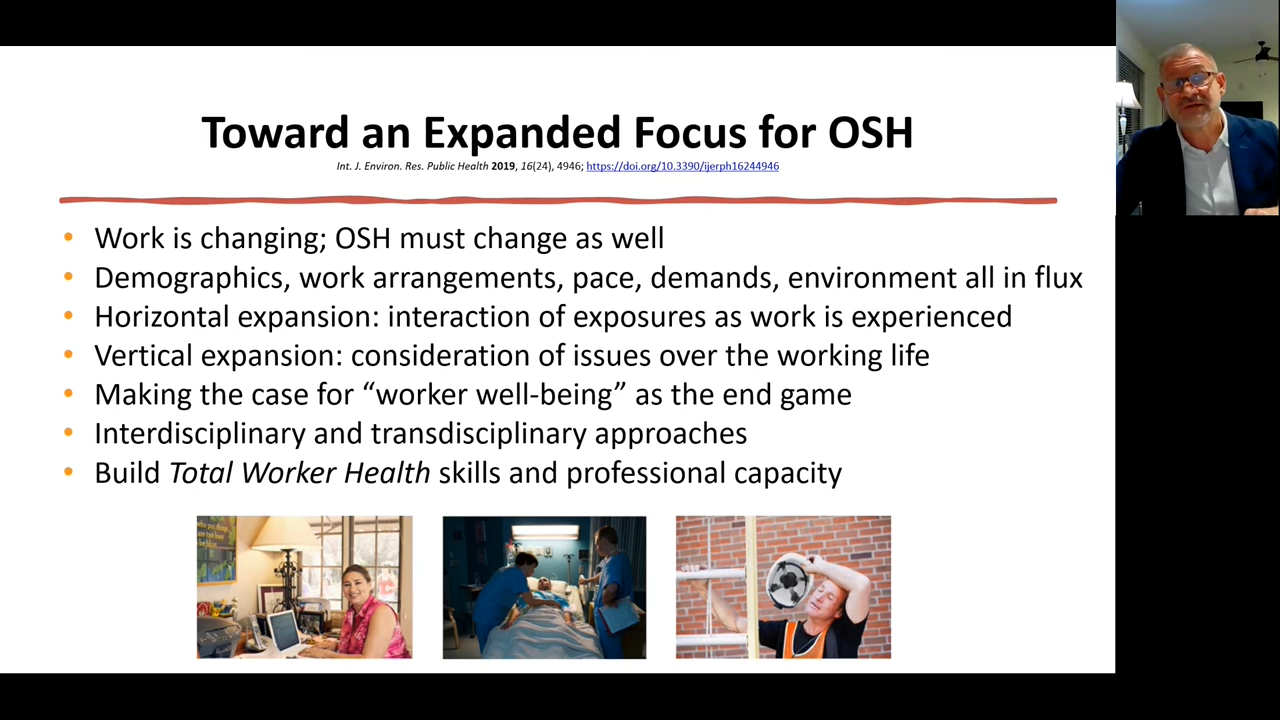 Toward an Expanded Focus for OSH
Int. J. Environ. Res. Public Health 2019, 16(24), 4946; https://doi.org/10.3390/ijerph16244946
• Work is changing; OSH must change as well
• Demographics, work arrangements, pace, demands, environment all in flux
• Horizontal expansion: interaction of exposures as work is experienced
• Vertical expansion: consideration of issues over the working life
• Making the case for “worker well-being” as the end game
• Interdisciplinary and transdisciplinary approaches
• Build Total Worker Health skills and professional capacity